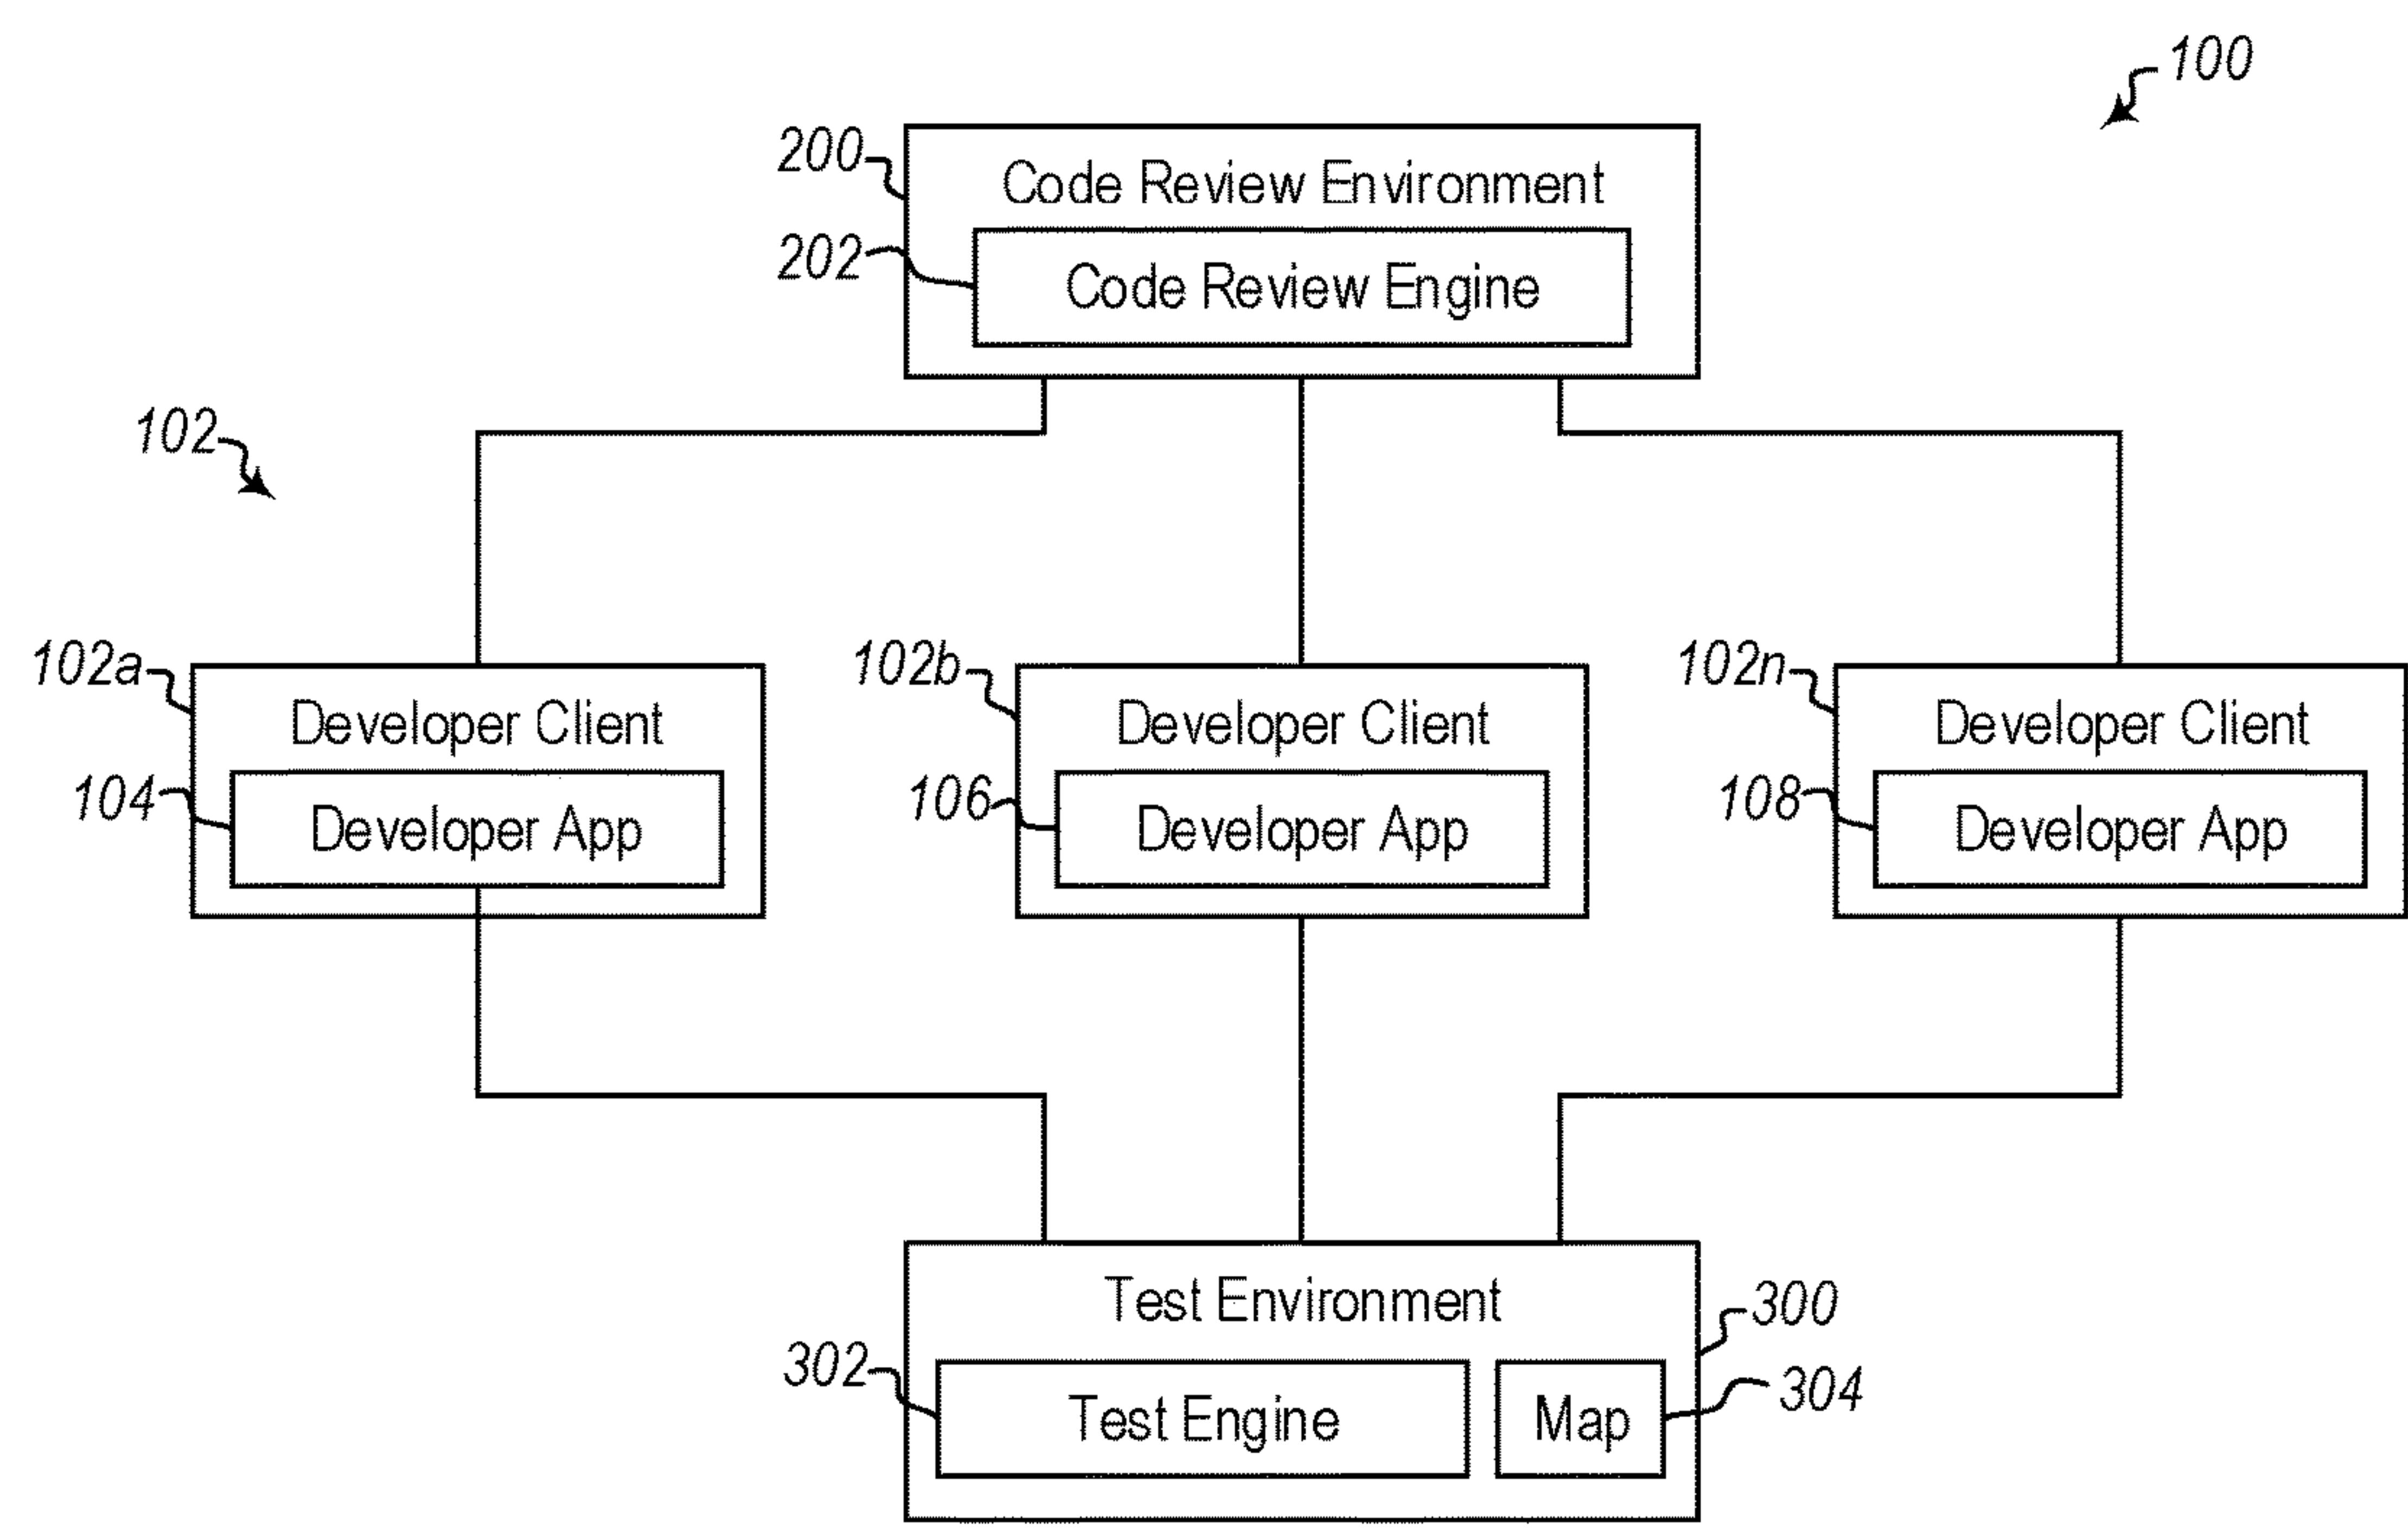 100
200
Code Review Environment
202
Code Review Engine
102
102a
Developer Client
104
Developer App
102b
Developer Client
106
Developer App
102n
Developer Client
108
Developer App
Test Environment
300
302
Test Engine
Map
304